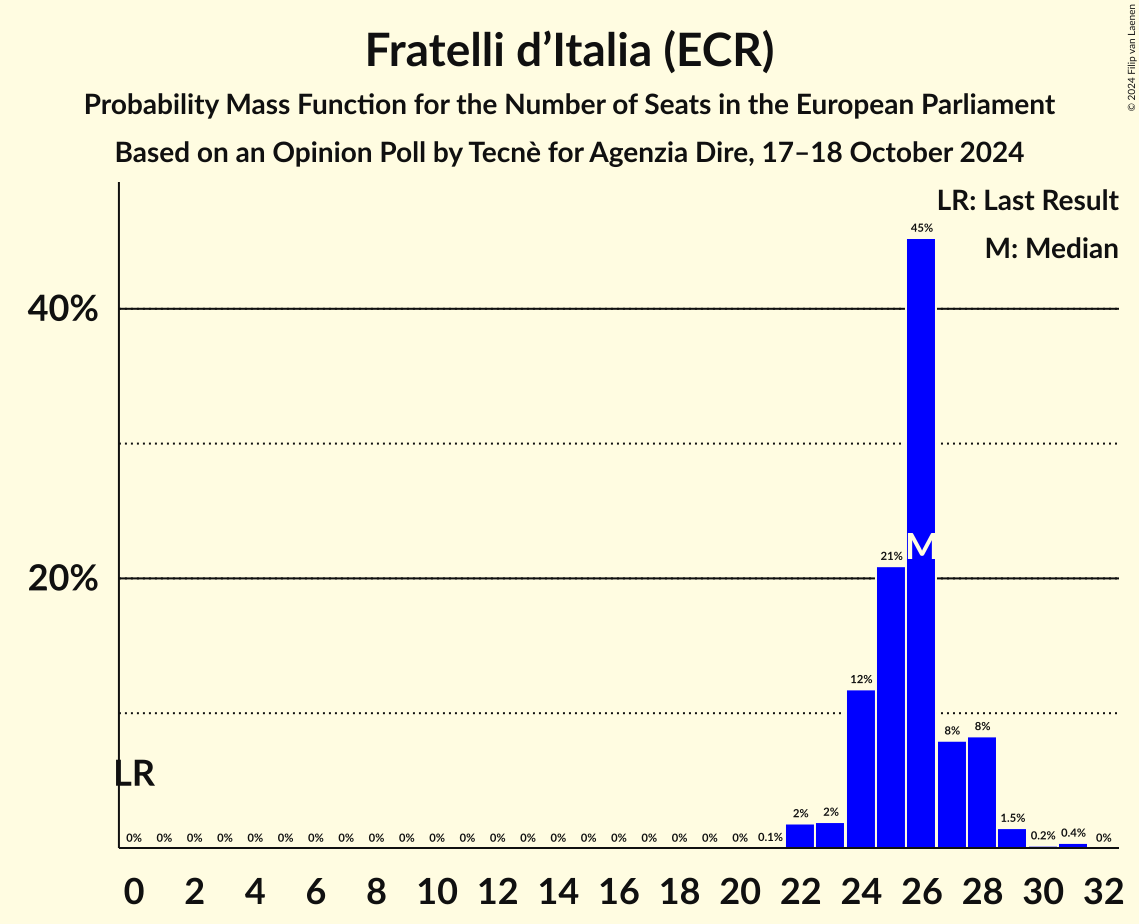 Fratelli d’Italia (ECR)
Probability Mass Function for the Number of Seats in the European Parliament
Based on an Opinion Poll by Tecnè for Agenzia Dire, 17–18 October 2024
© 2024 Filip van Laenen
LR: Last Result
M: Median
40%
20%
45%
21%
M
12%
8% 8%
LR
0% 0% 0% 0% 0% 0% 0% 0% 0% 0% 0% 0% 0% 0% 0% 0% 0% 0% 0% 0% 0% 0.1% 2% 2% 1.5% 0.2% 0.4% 0%
0 2 4 6 8 10 12 14 16 18 20 22 24 26 28 30 32